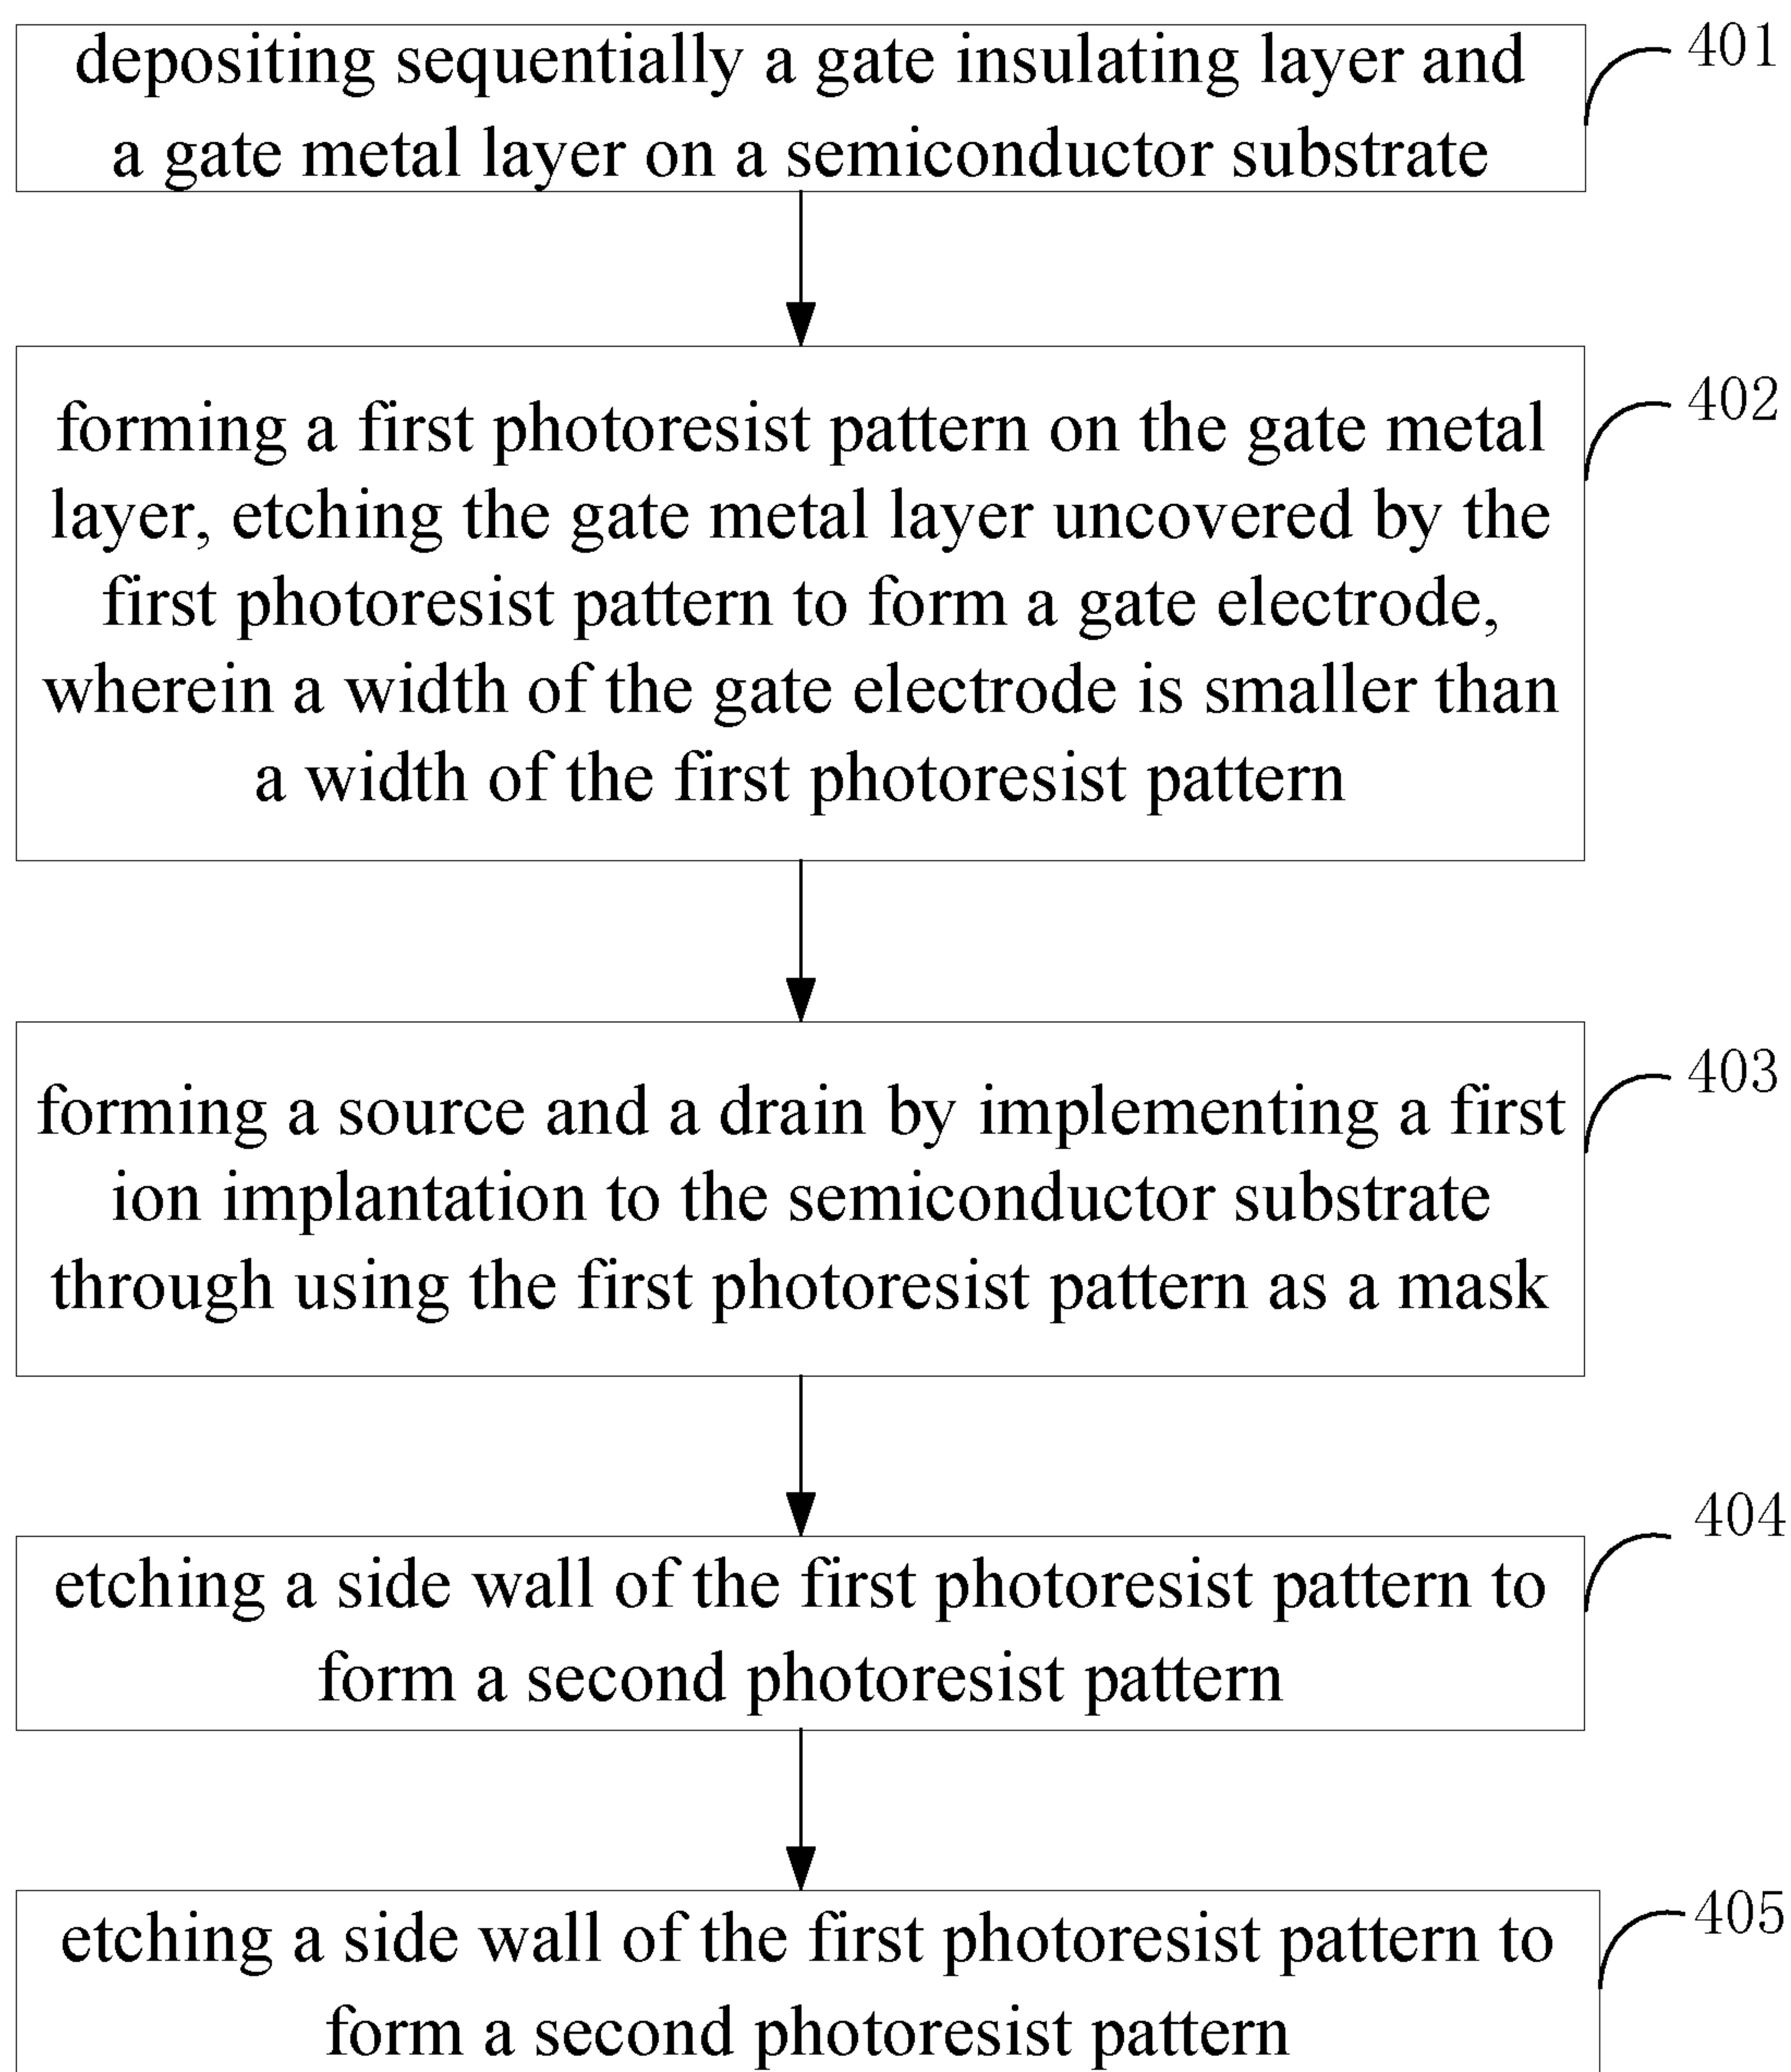 depositing sequentially a gate insulating layer and
a gate metal layer on a semiconductor substrate
401
forming a first photoresist pattern on the gate metal
layer, etching the gate metal layer uncovered by the
first photoresist pattern to form a gate electrode,
wherein a width of the gate electrode is smaller than
a width of the first photoresist pattern
402
forming a source and a drain by implementing a first
ion implantation to the semiconductor substrate
through using the first photoresist pattern as a mask
403
etching a side wall of the first photoresist pattern to
form a second photoresist pattern
404
etching a side wall of the first photoresist pattern to
form a second photoresist pattern
405